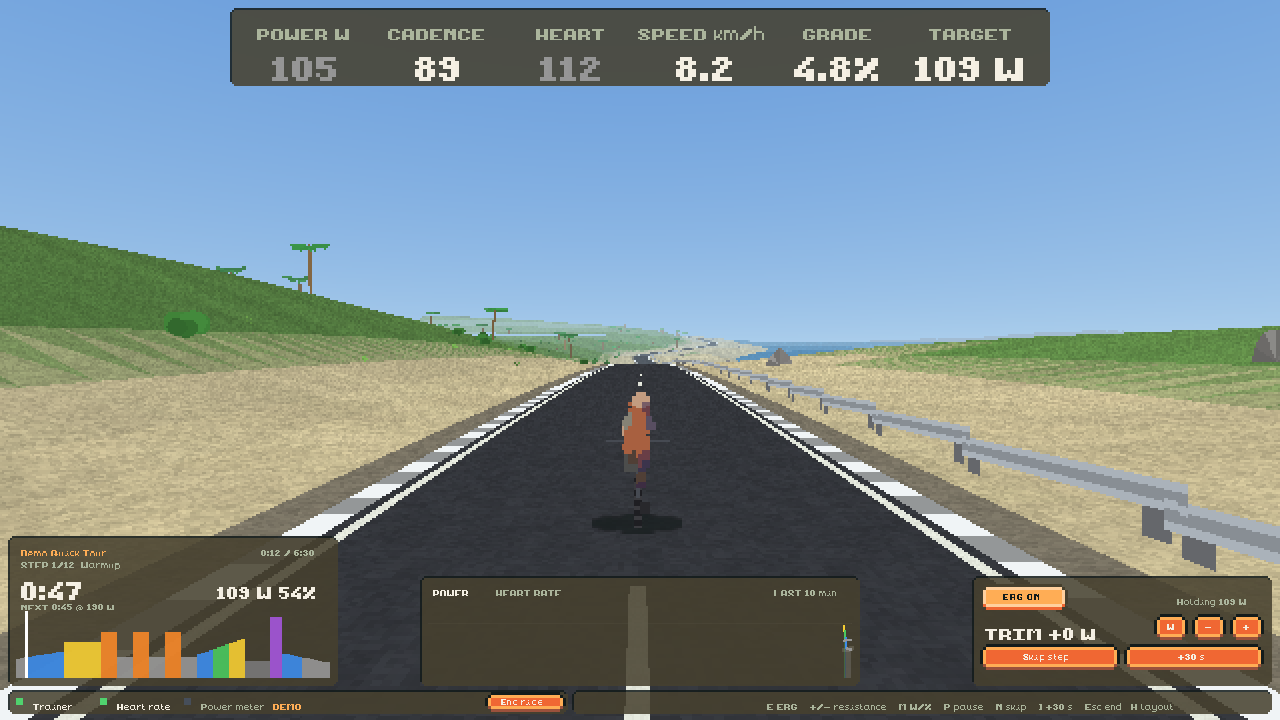 POWER W CADENCE HEART SPEED km/h GRADE TARGET
105 89 112 8.2 4.8% 109 W
Demo Quick Tour 0:12 / 6:30
STEP 1/12 Warmup
0:47 109 W 54%
NEXT 0:45 @ 190 W
POWER HEART RATE LAST 10 min
ERG ON Holding 109 W
TRIM +0 W W - +
Skip step +30 s
Trainer Heart rate Power meter DEMO End ride E ERG +/- resistance M W/% P pause N skip I +30 s Esc end H layout